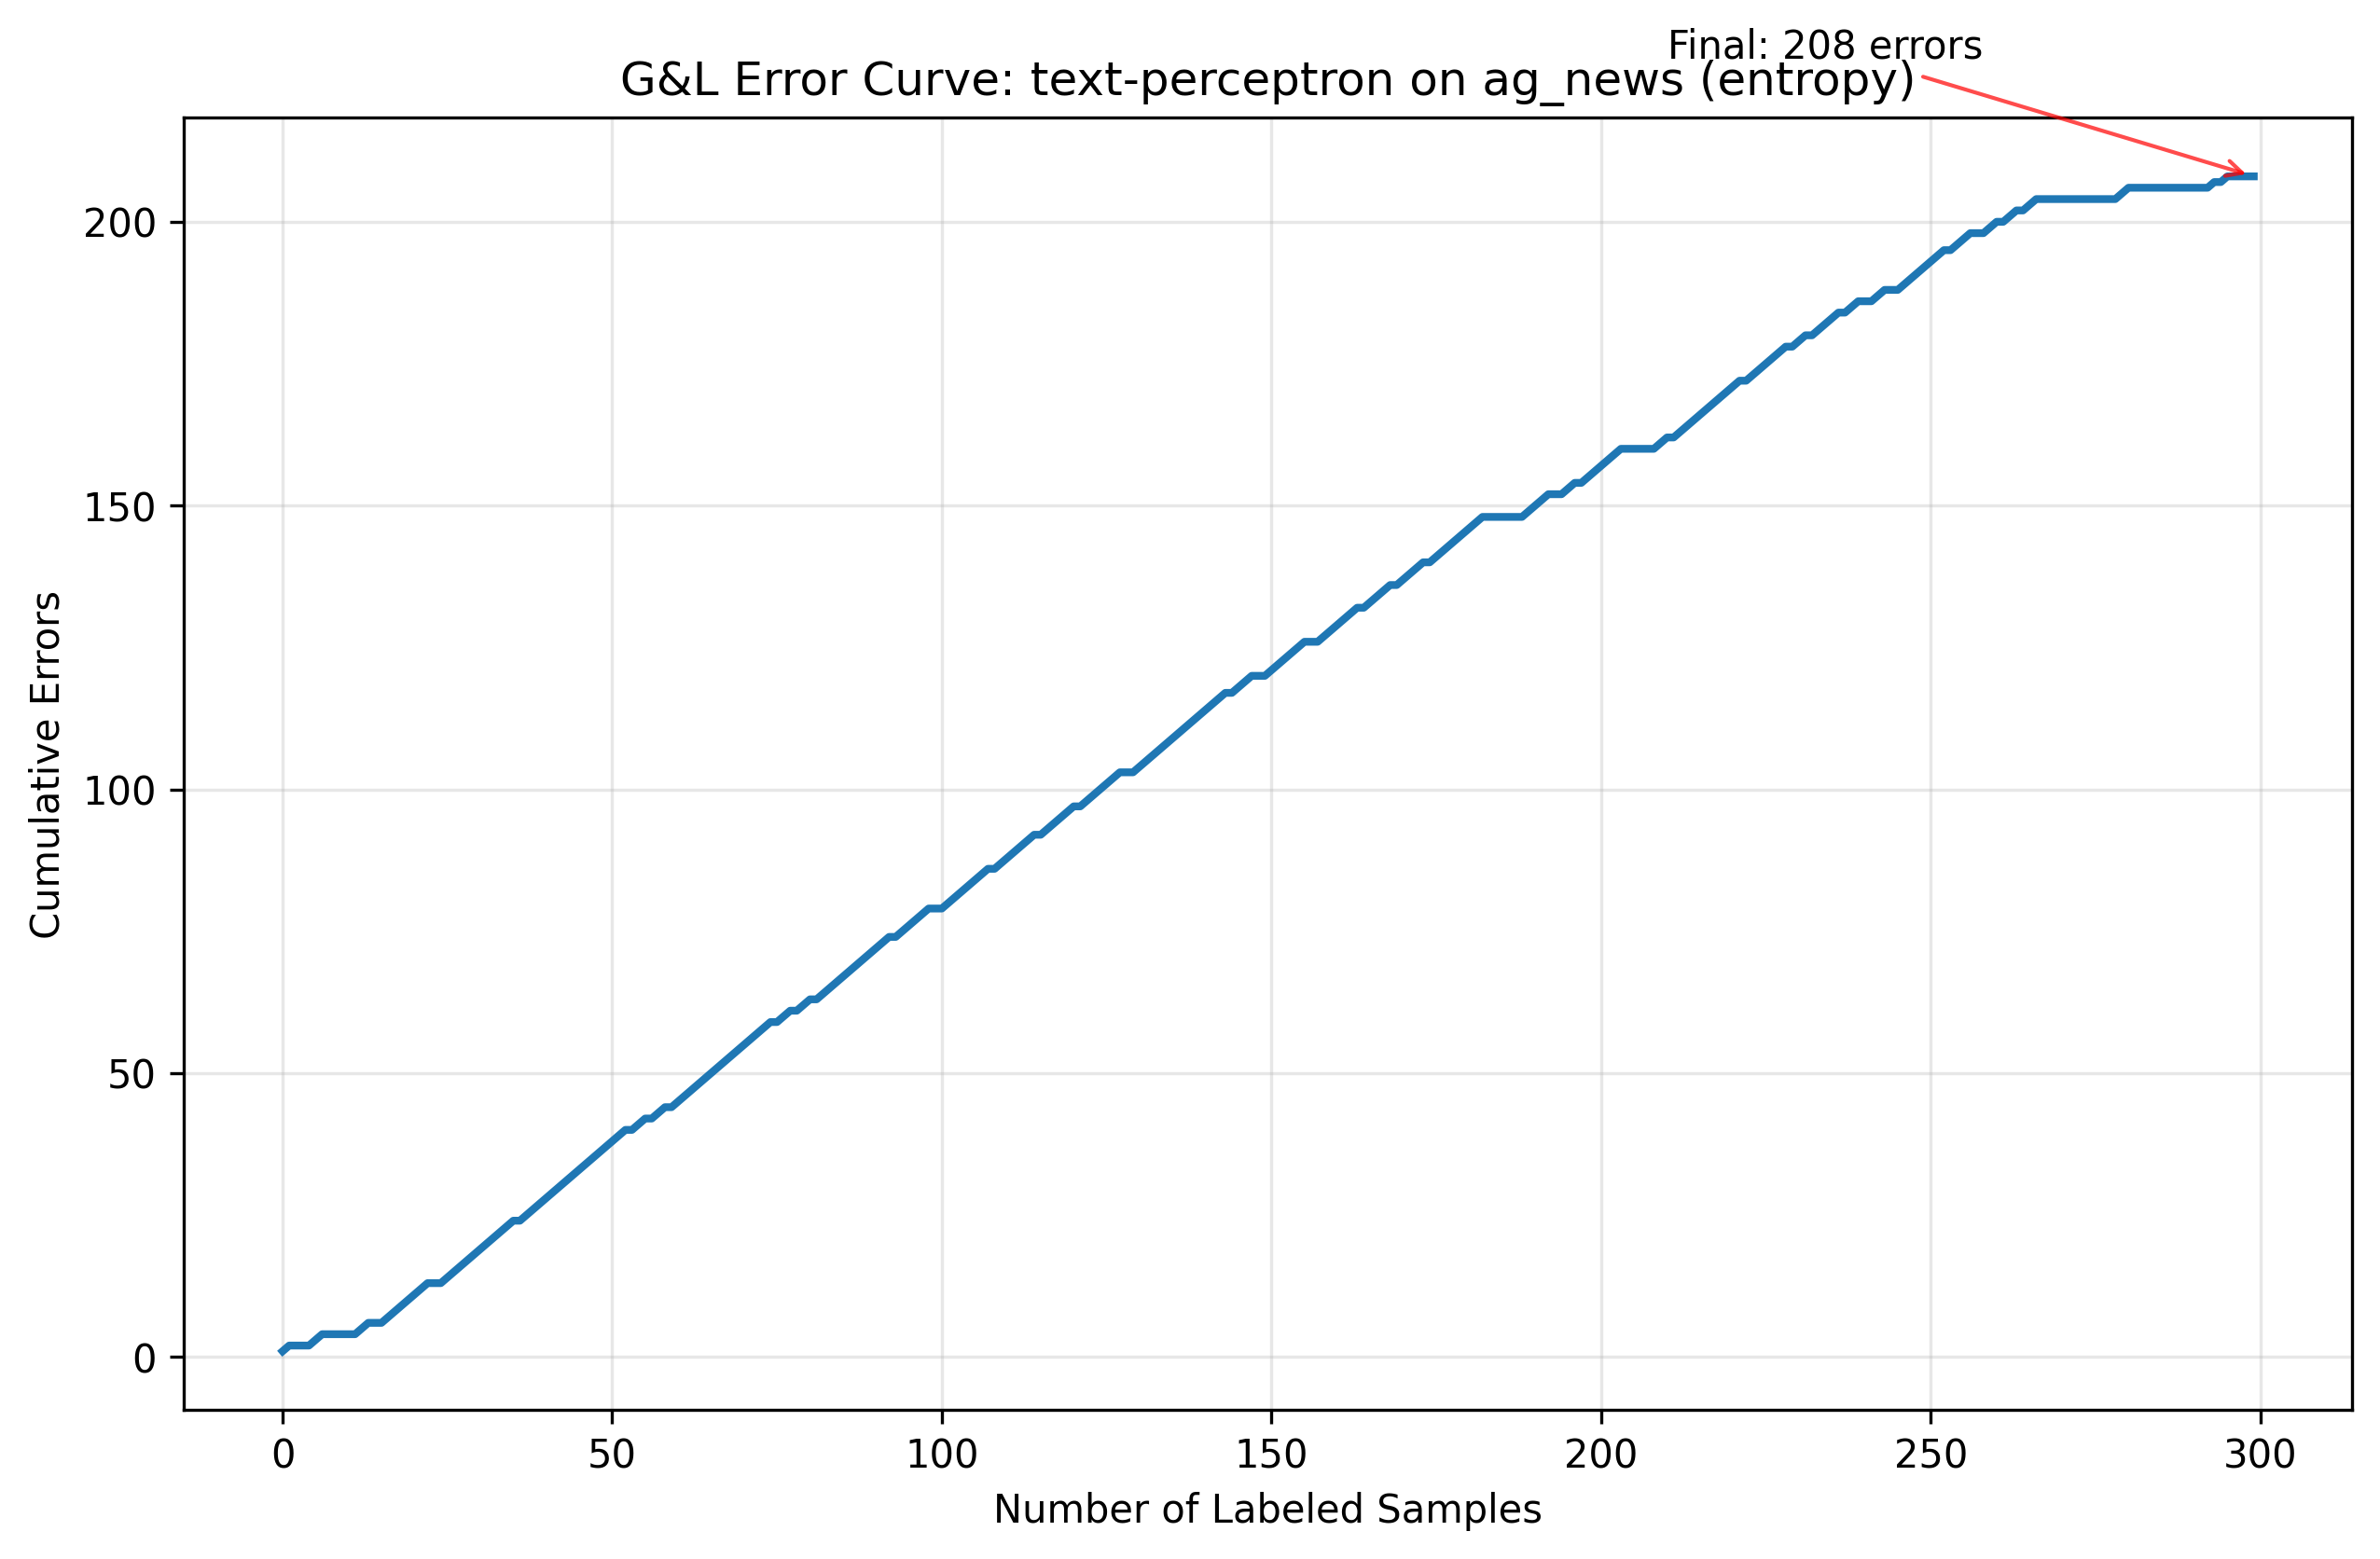 Final: 208 errors
G&L Error Curve: text-perceptron on ag_news (entropy)
Cumulative Errors
200
150
100
50
0
0 50 100 150 200 250 300
Number of Labeled Samples